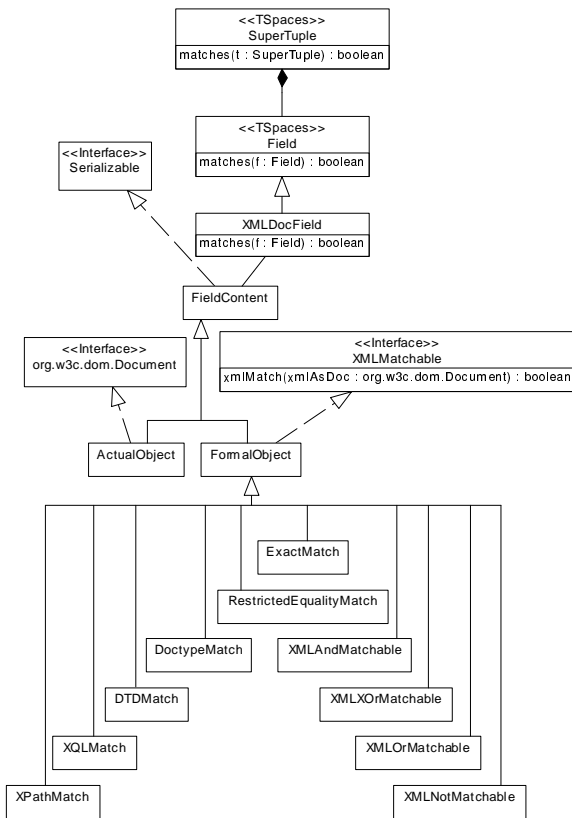 <<TSpaces>>
SuperTuple
matches(t : SuperTuple) : boolean
<<TSpaces>>
Field
matches(f : Field) : boolean
<<Interface>>
Serializable
XMLDocField
matches(f : Field) : boolean
FieldContent
<<Interface>>
org.w3c.dom.Document
<<Interface>>
XMLMatchable
xmlMatch(xmlAsDoc : org.w3c.dom.Document) : boolean
ActualObject
FormalObject
ExactMatch
RestrictedEqualityMatch
DoctypeMatch
XMLAndMatchable
DTDMatch
XMLXOrMatchable
XQLMatch
XMLOrMatchable
XPathMatch
XMLNotMatchable